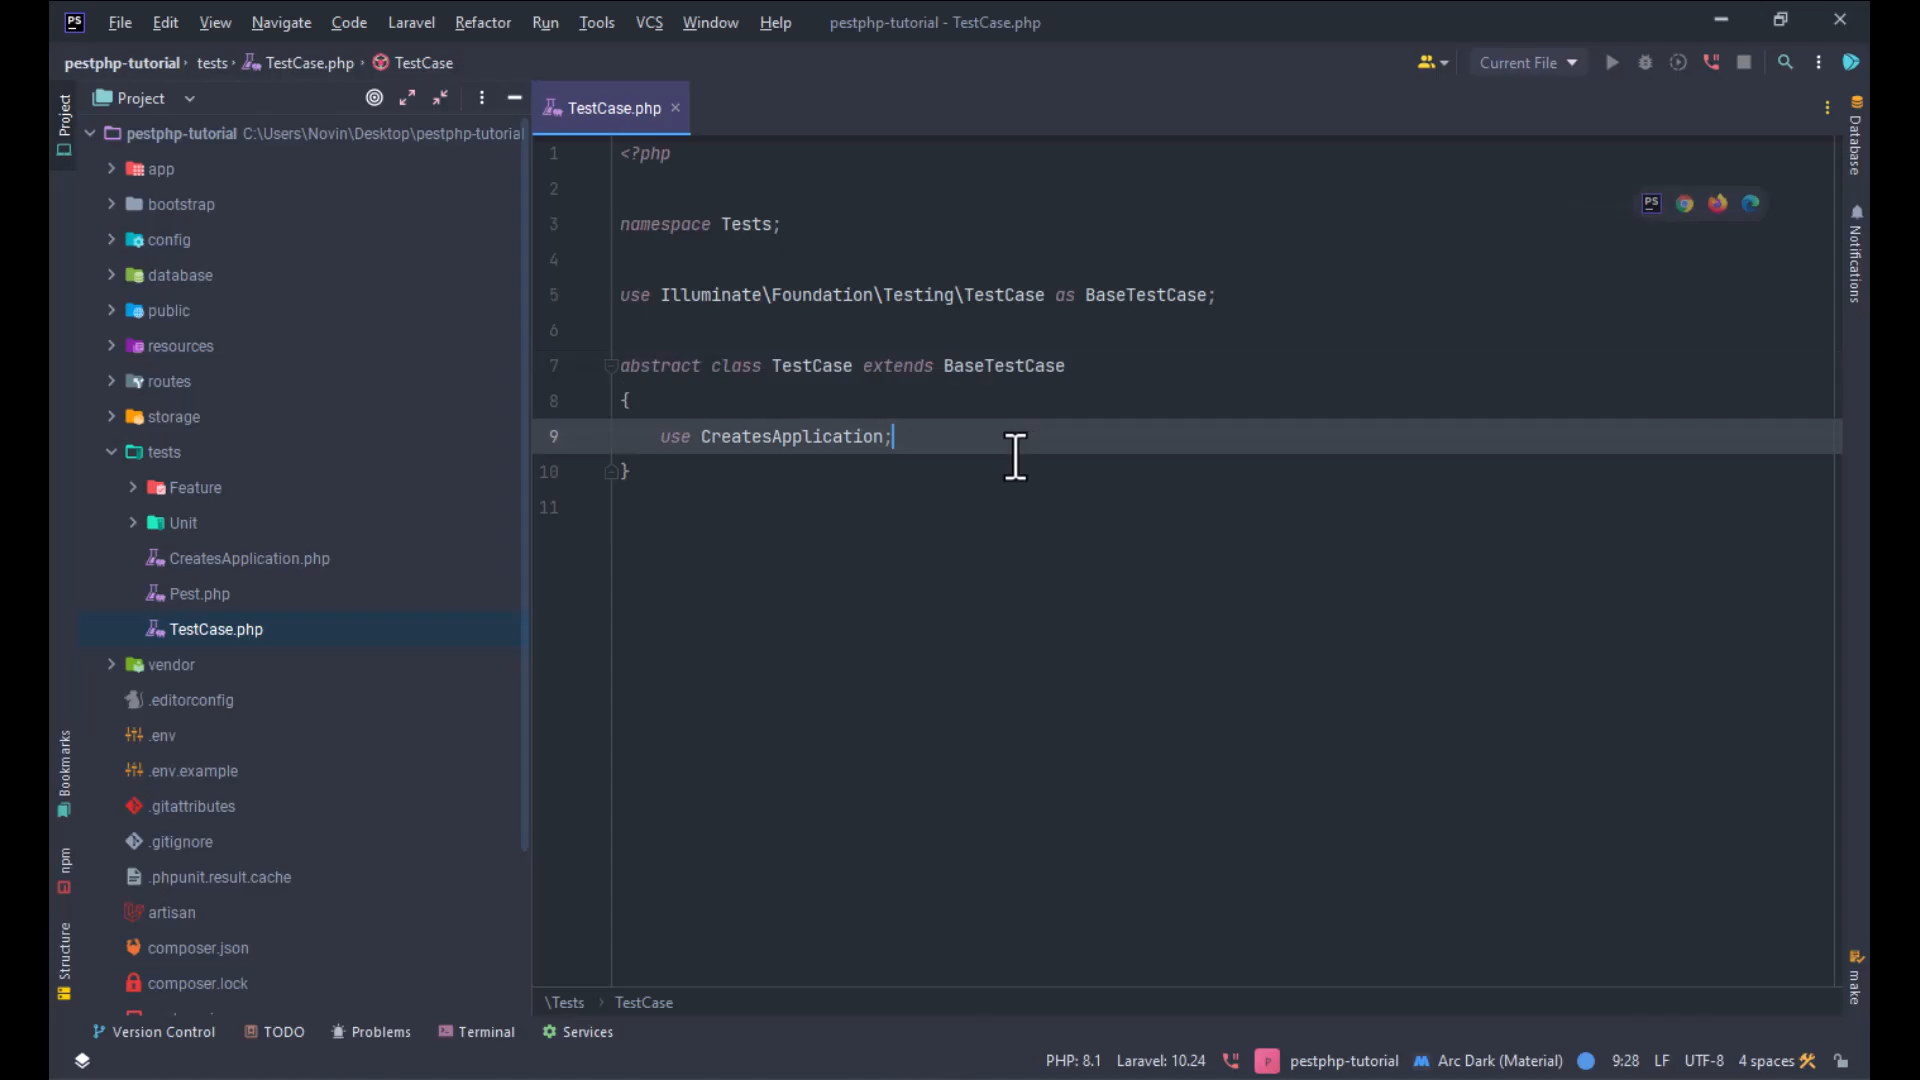 PS File Edit View Navigate Code Laravel Refactor Run Tools VCS Window Help pestphp-tutorial - TestCase.php
pestphp-tutorial › tests › TestCase.php › TestCase
Current File
Project
Project
TestCase.php
pestphp-tutorial C:\Users\Novin\Desktop\pestphp-tutorial
app
bootstrap
config
database
public
resources
routes
storage
tests
Feature
Unit
CreatesApplication.php
Pest.php
TestCase.php
vendor
.editorconfig
.env
.env.example
.gitattributes
.gitignore
.phpunit.result.cache
artisan
composer.json
composer.lock
Bookmarks
npm
Structure
1 <?php
2
3 namespace Tests;
4
5 use Illuminate\Foundation\Testing\TestCase as BaseTestCase;
6
7 abstract class TestCase extends BaseTestCase
8 {
9 use CreatesApplication;
10 }
11
PS
Database
Notifications
make
\Tests › TestCase
Version Control TODO Problems Terminal Services
PHP: 8.1 Laravel: 10.24 P pestphp-tutorial Arc Dark (Material) 9:28 LF UTF-8 4 spaces